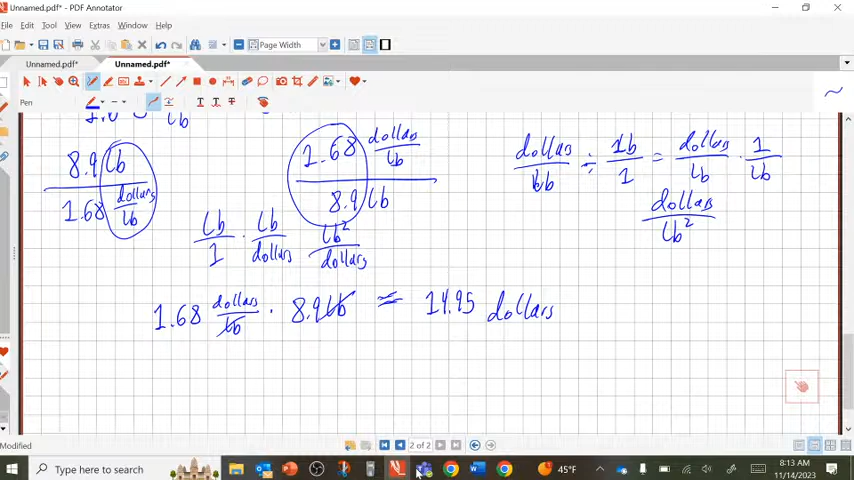 Unnamed.pdf* - PDF Annotator
File Edit Tool Extras Window Help
Page Width
Unnamed.pdf* Unnamed.pdf*
Pen
lb
8.9 lb / 1.68 dollars/lb
1.68 dollars/lb / 8.9 lb
dollars/lb ÷ lb/1 = dollars/lb · 1/lb
dollars/lb²
lb/1 · lb/dollars lb²/dollars
1.68 dollars/lb · 8.9 lb ≈ 14.95 dollars
Modified
2 of 2
Type here to search
45°F
8:13 AM
11/14/2023